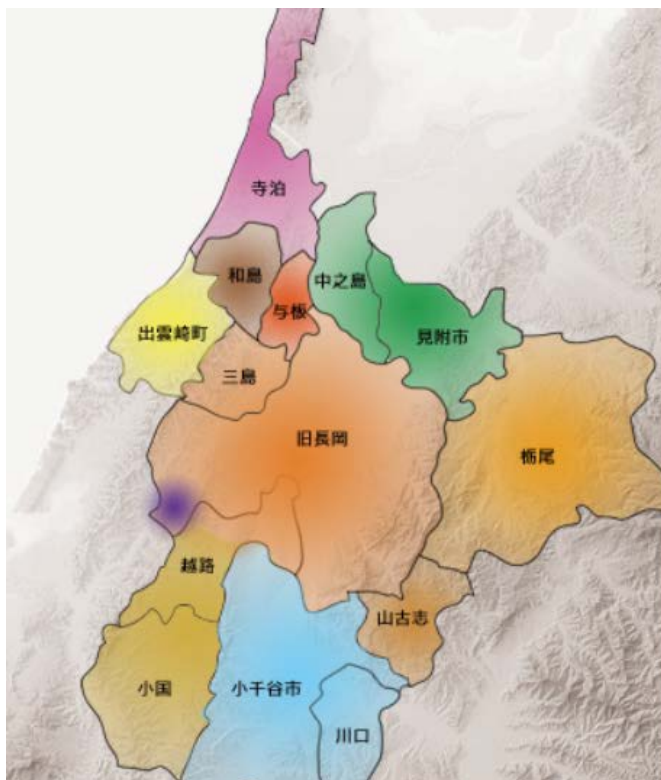 寺泊
和島
中之島
与板
出雲崎町
見附市
三島
旧長岡
栃尾
越路
山古志
小国
小千谷市
川口